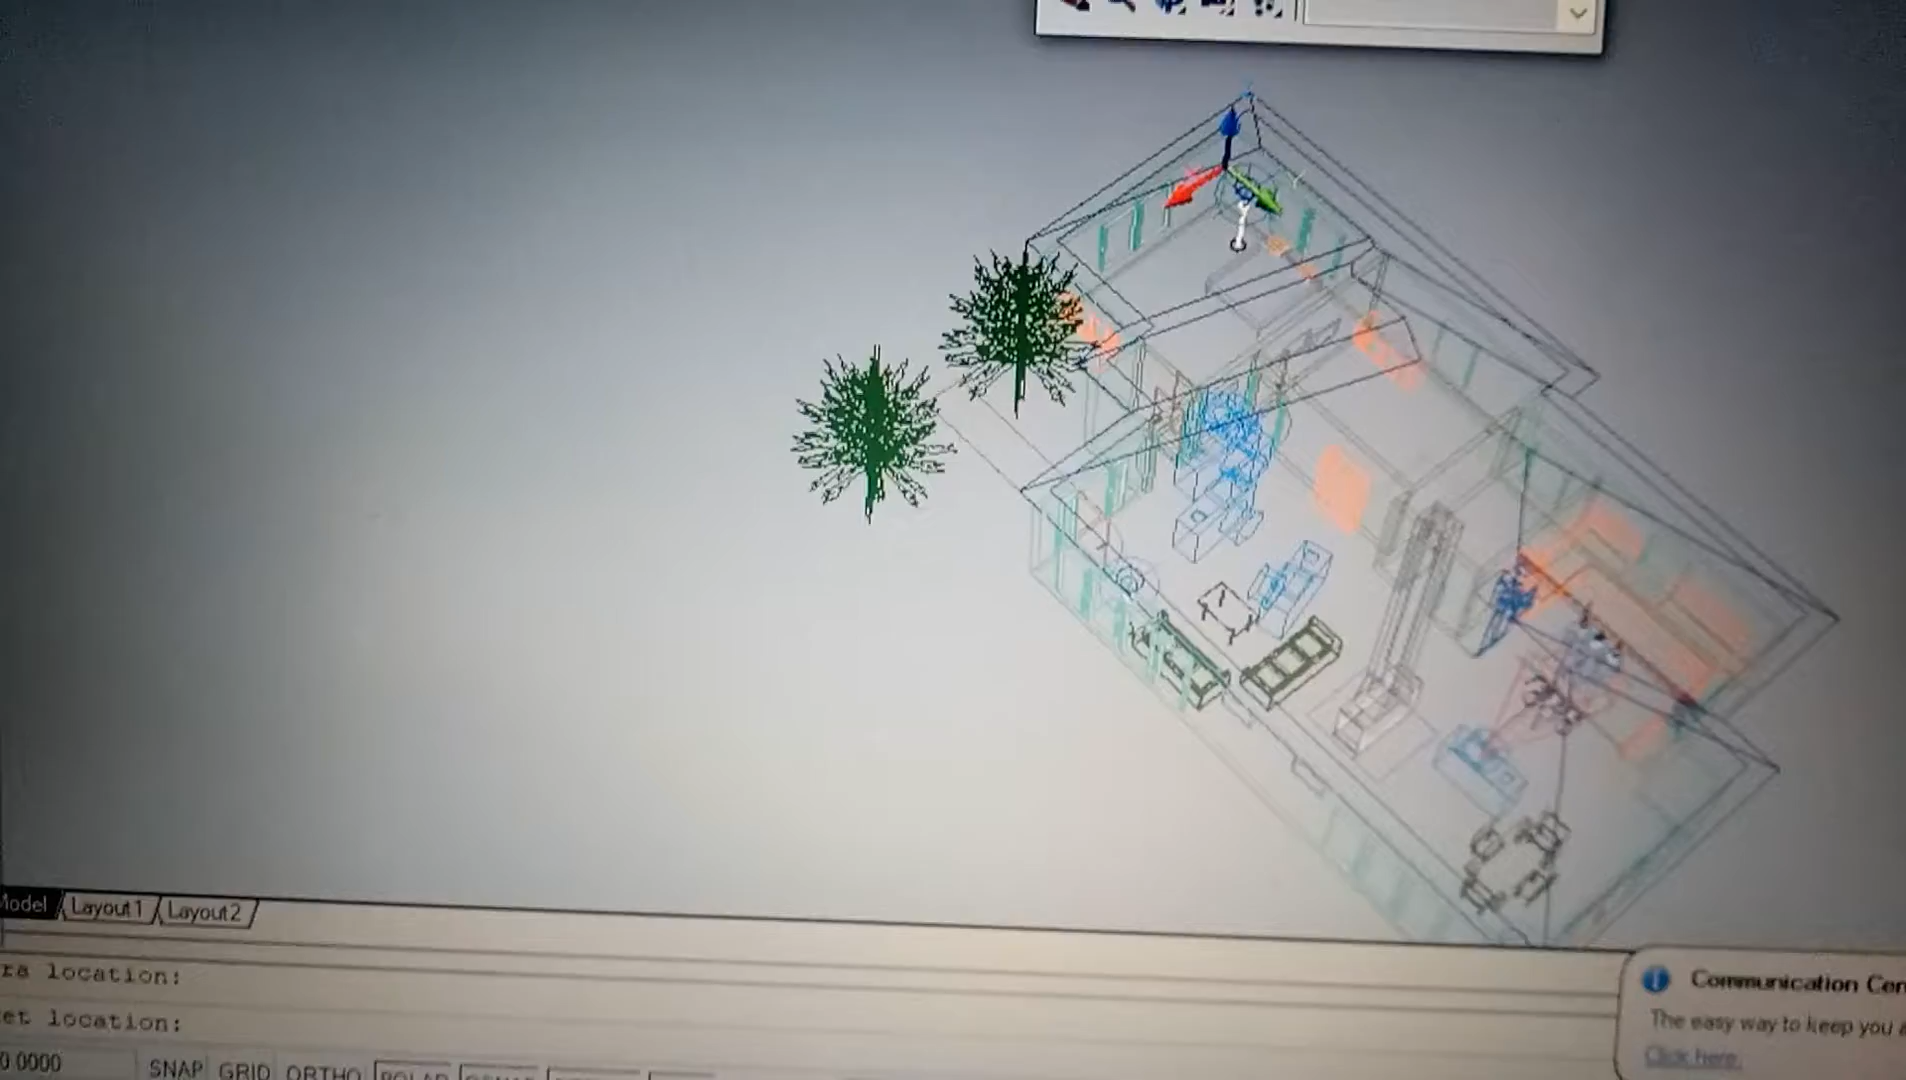 Model Layout1 Layout2
ra location:
et location:
Communication Cen
The easy way to keep you a
Click here.
0.0000 SNAP GRID ORTHO POLAR